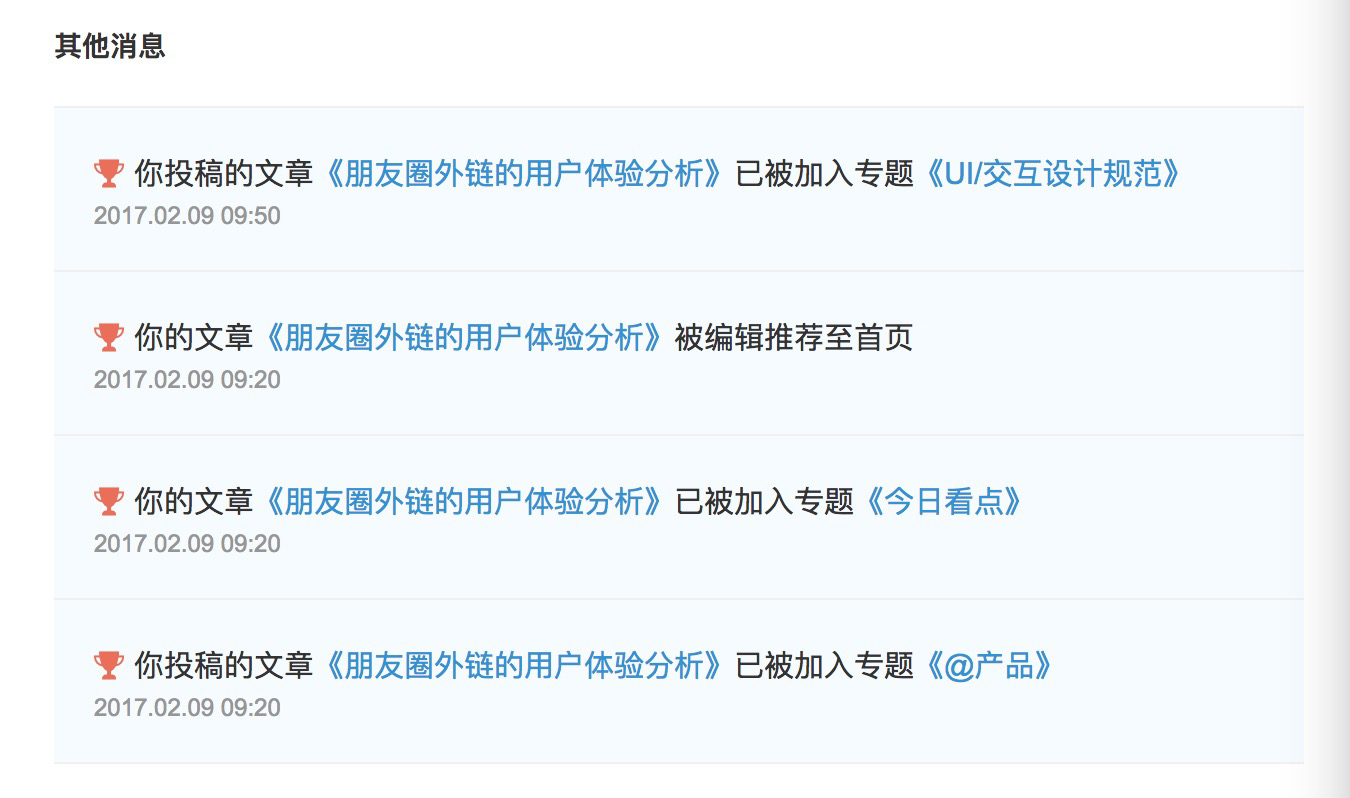 其他消息
你投稿的文章《朋友圈外链的用户体验分析》已被加入专题《UI/交互设计规范》
2017.02.09 09:50
你的文章《朋友圈外链的用户体验分析》被编辑推荐至首页
2017.02.09 09:20
你的文章《朋友圈外链的用户体验分析》已被加入专题《今日看点》
2017.02.09 09:20
你投稿的文章《朋友圈外链的用户体验分析》已被加入专题《@产品》
2017.02.09 09:20